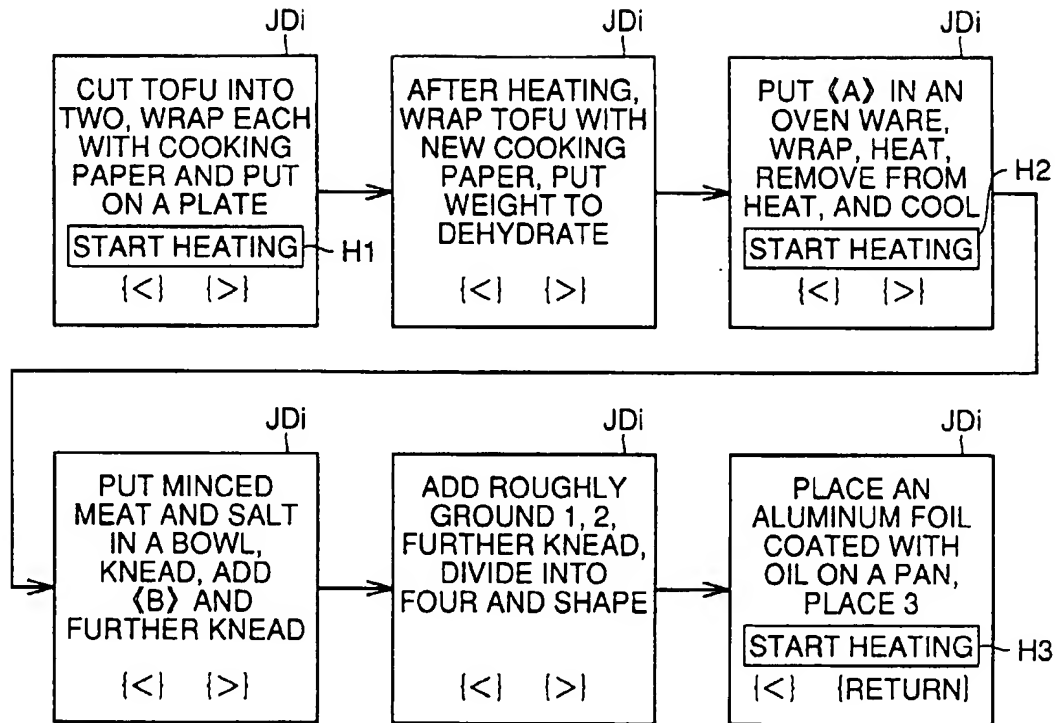 JDi
CUT TOFU INTO
TWO, WRAP EACH
WITH COOKING
PAPER AND PUT
ON A PLATE
START HEATING
H1
{<} {>}
JDi
AFTER HEATING,
WRAP TOFU WITH
NEW COOKING
PAPER, PUT
WEIGHT TO
DEHYDRATE
{<} {>}
JDi
PUT 《A》 IN AN
OVEN WARE,
WRAP, HEAT,
REMOVE FROM
HEAT, AND COOL
H2
START HEATING
{<} {>}
JDi
PUT MINCED
MEAT AND SALT
IN A BOWL,
KNEAD, ADD
《B》 AND
FURTHER KNEAD
{<} {>}
JDi
ADD ROUGHLY
GROUND 1, 2,
FURTHER KNEAD,
DIVIDE INTO
FOUR AND SHAPE
{<} {>}
JDi
PLACE AN
ALUMINUM FOIL
COATED WITH
OIL ON A PAN,
PLACE 3
START HEATING
H3
{<} {RETURN}